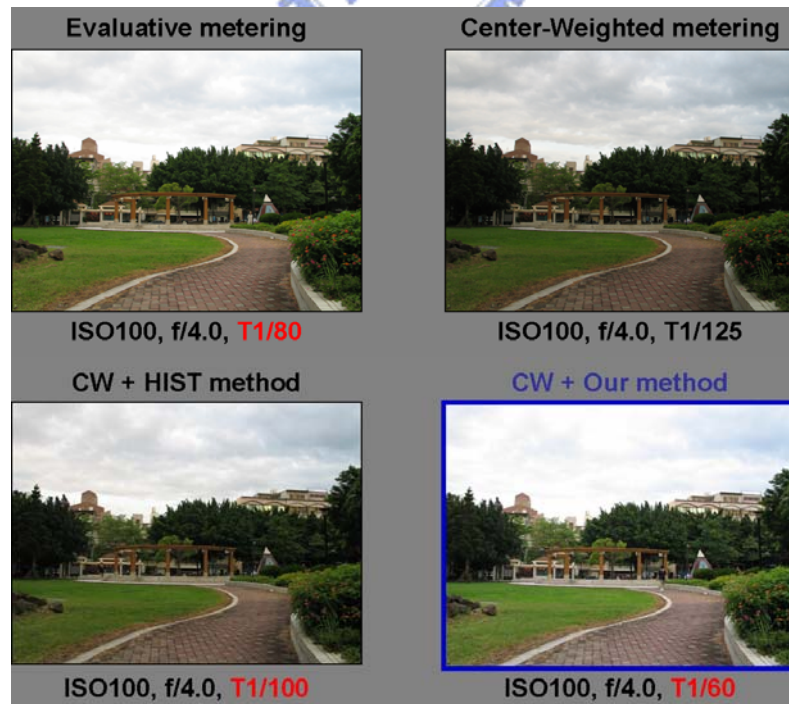 Evaluative metering
Center-Weighted metering
ISO100, f/4.0, T1/80
ISO100, f/4.0, T1/125
CW + HIST method
CW + Our method
ISO100, f/4.0, T1/100
ISO100, f/4.0, T1/60